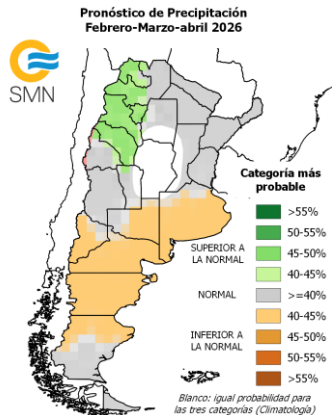 Pronóstico de Precipitación
Febrero-Marzo-abril 2026
SMN
Categoría más
probable
>55%
50-55%
SUPERIOR A
LA NORMAL
45-50%
40-45%
NORMAL
>=40%
40-45%
INFERIOR A
LA NORMAL
45-50%
50-55%
>55%
Blanco: igual probabilidad para
las tres categorías (Climatología)